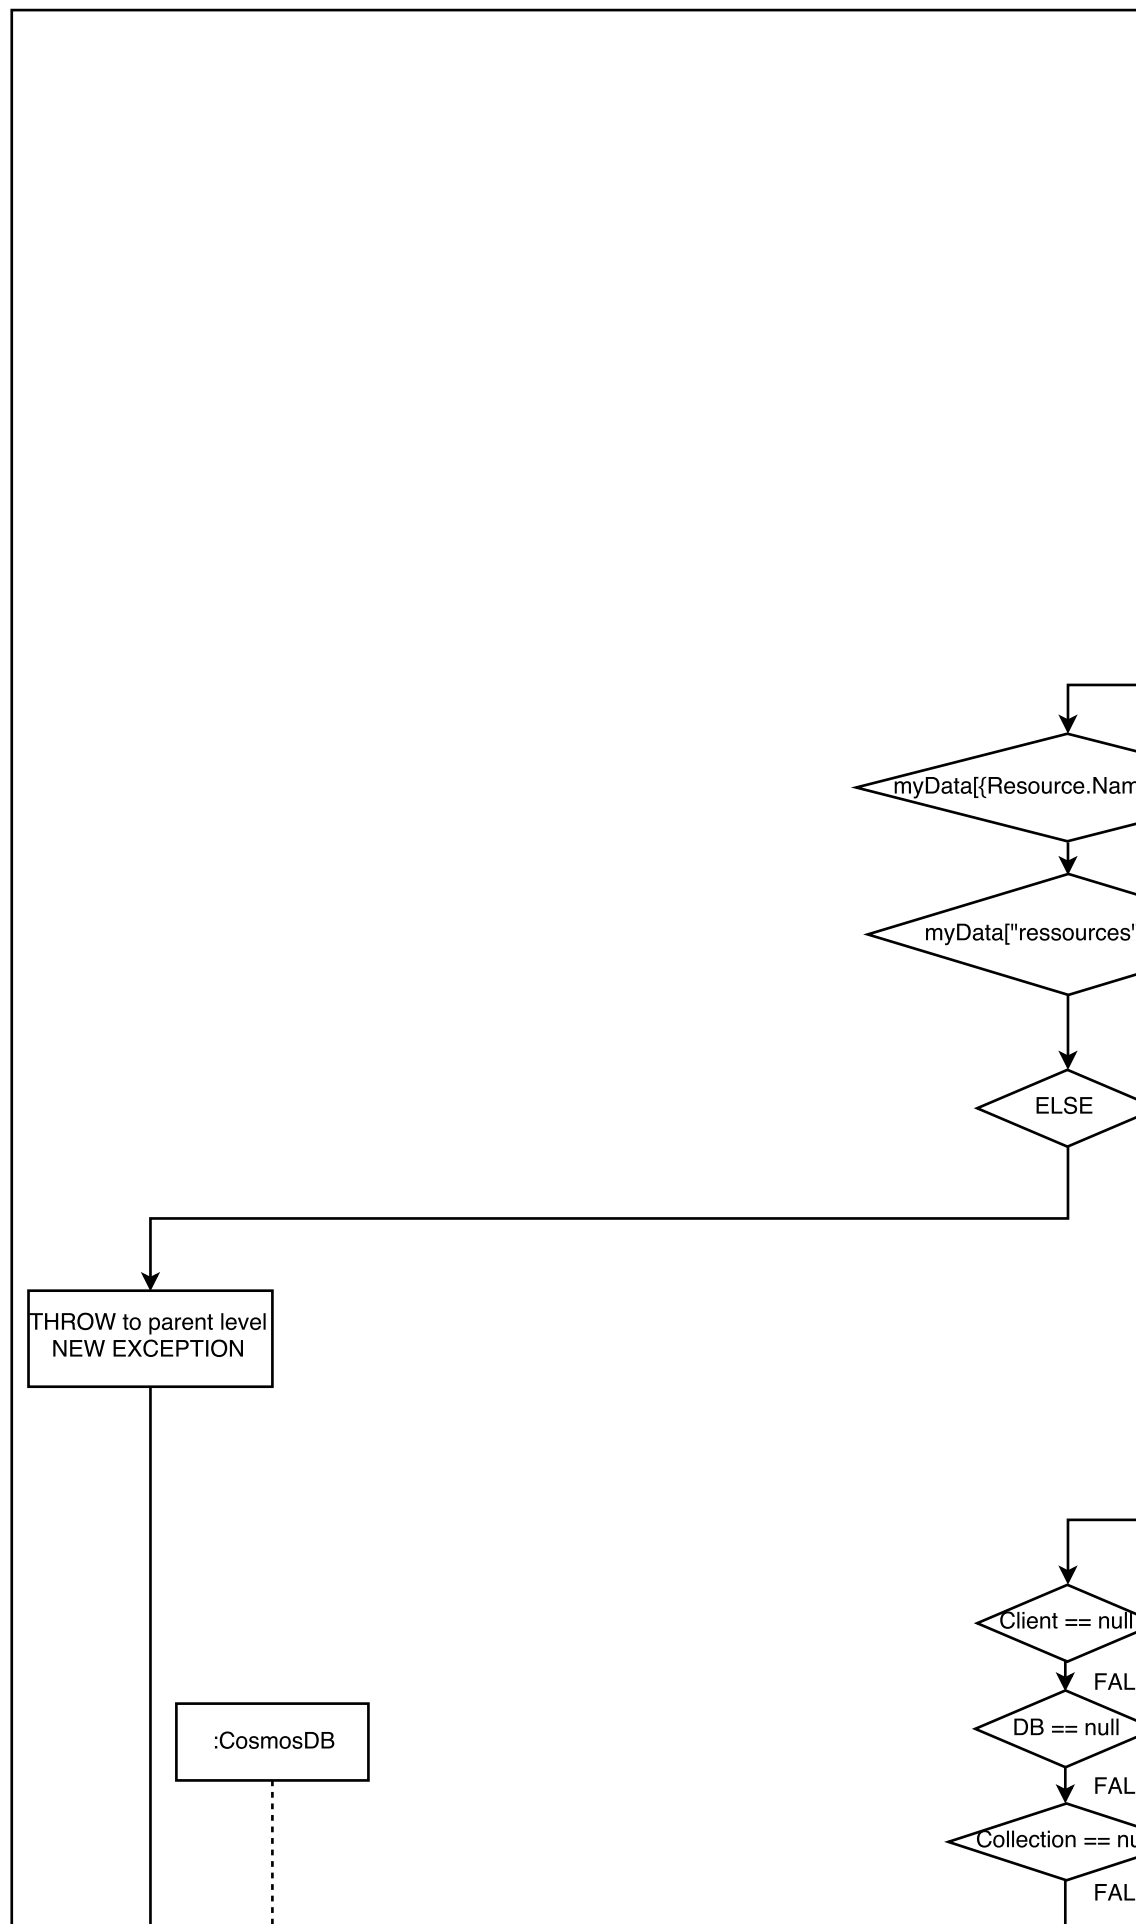 myData[{Resource.Nam
myData["ressources"
ELSE
THROW to parent level
NEW EXCEPTION
Client == null
FAL
:CosmosDB
DB == null
FAL
Collection == nu
FAL